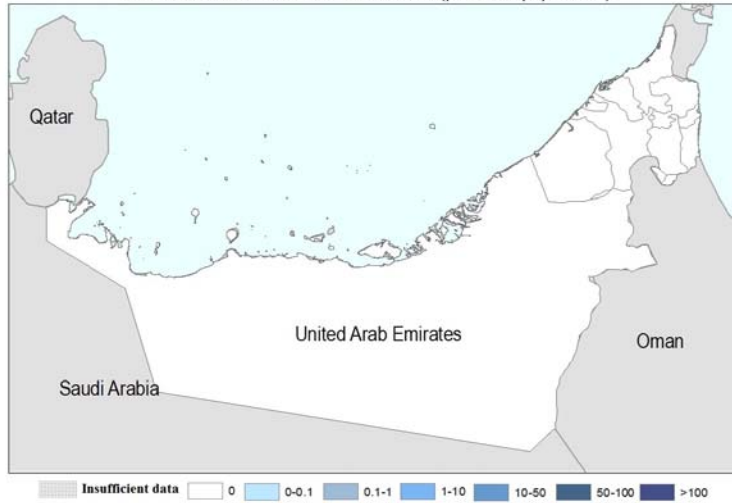 Qatar
United Arab Emirates
Oman
Saudi Arabia
Insufficient data 0 0-0.1 0.1-1 1-10 10-50 50-100 >100